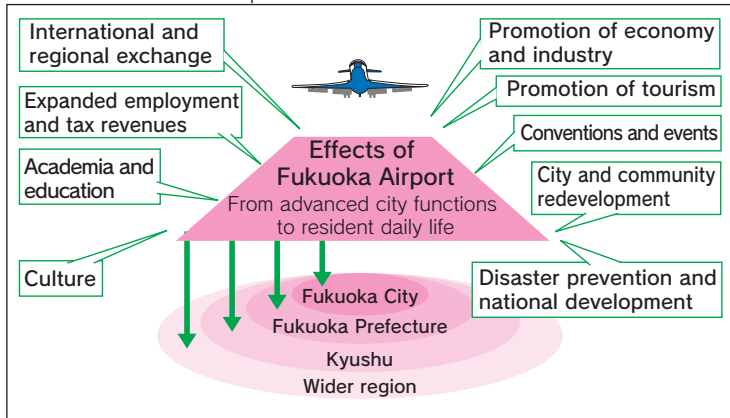 International and
regional exchange
Expanded employment
and tax revenues
Academia and
education
Culture
Promotion of economy
and industry
Promotion of tourism
Conventions and events
City and community
redevelopment
Disaster prevention and
national development
Effects of
Fukuoka Airport
From advanced city functions
to resident daily life
Fukuoka City
Fukuoka Prefecture
Kyushu
Wider region